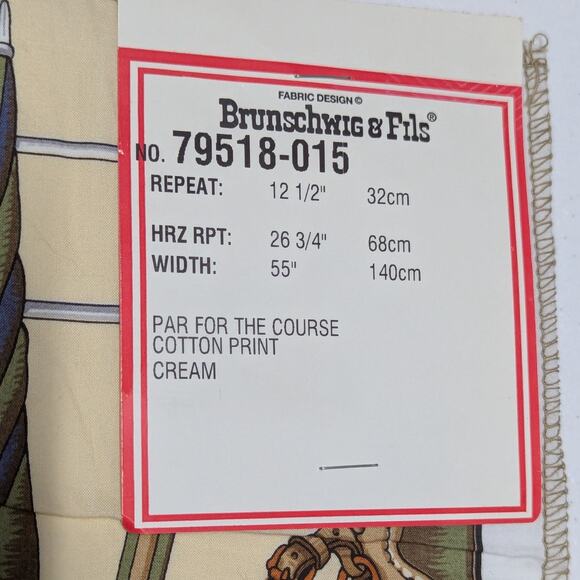 FABRIC DESIGN ©
Brunschwig & Fils®
NO. 79518-015
REPEAT: 12 1/2" 32cm
HRZ RPT: 26 3/4" 68cm
WIDTH: 55" 140cm
PAR FOR THE COURSE
COTTON PRINT
CREAM